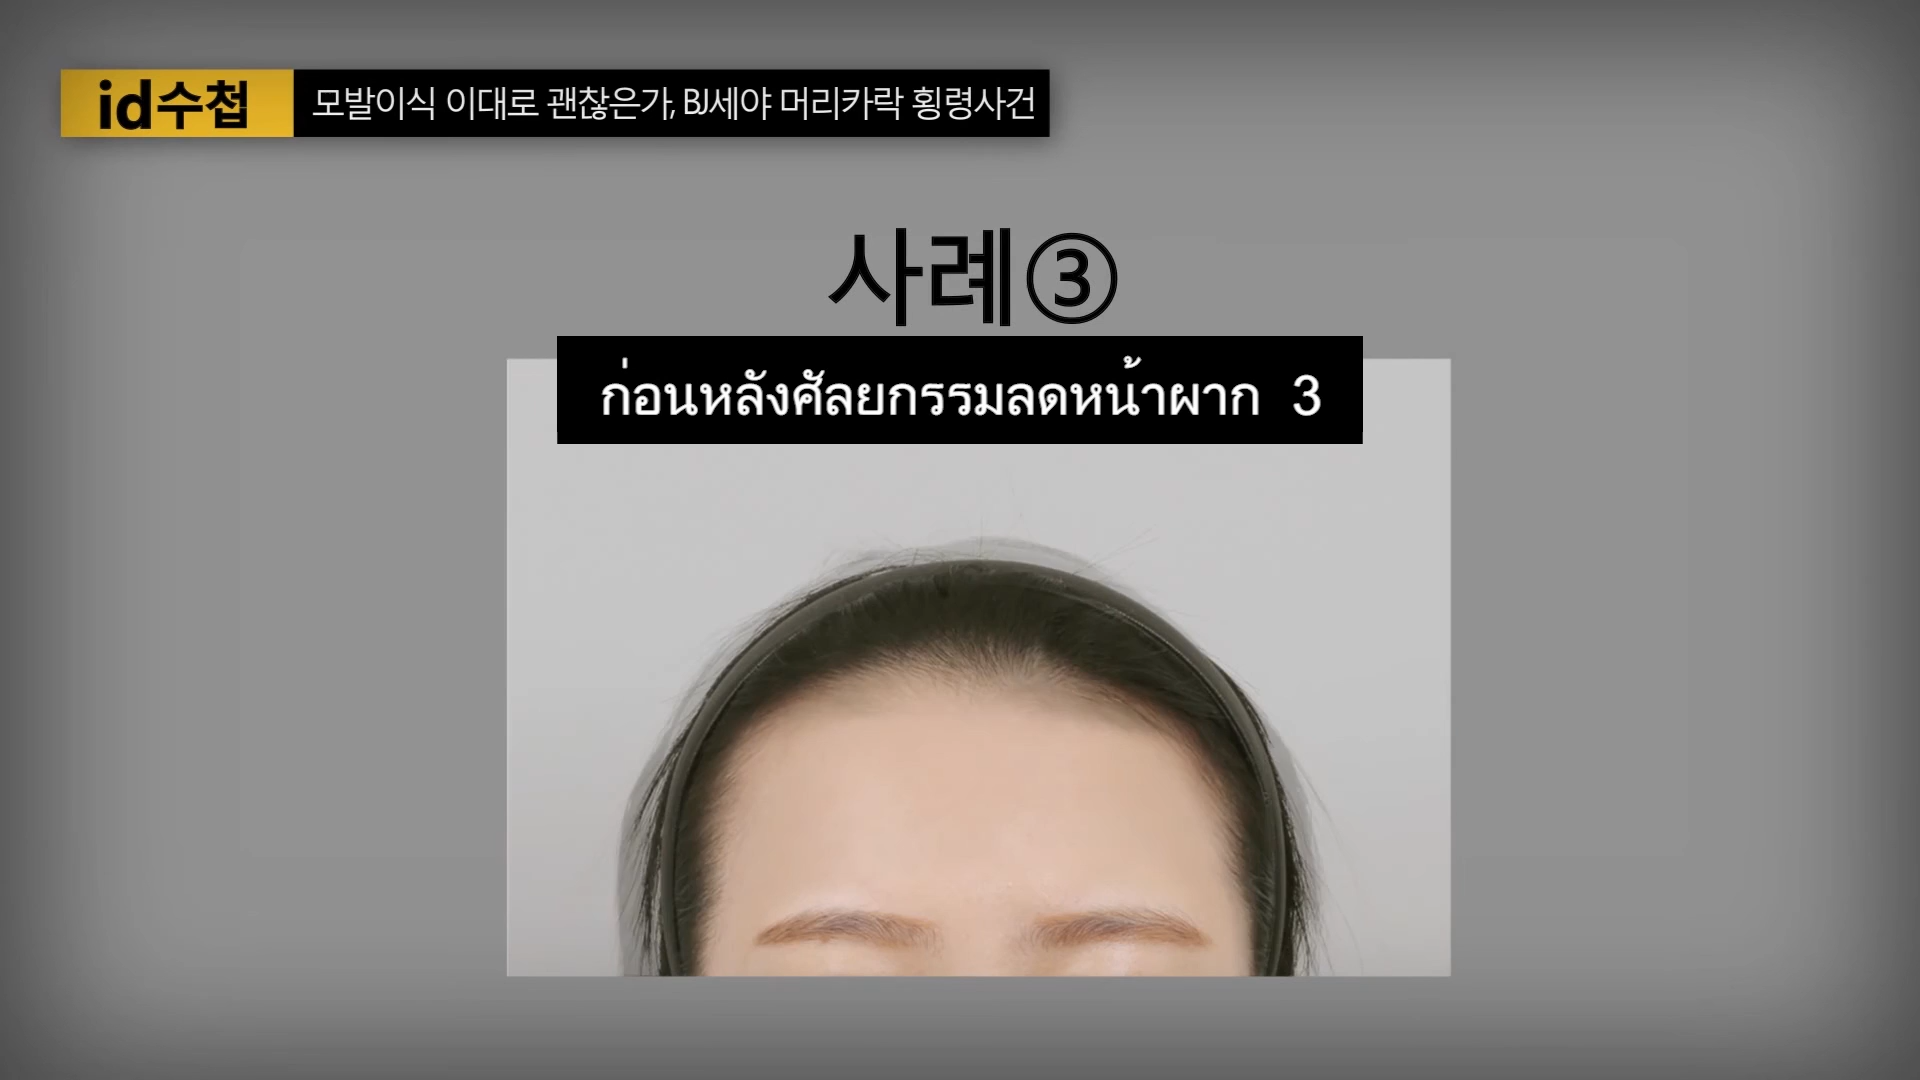 id수첩
모발이식 이대로 괜찮은가, BJ세야 머리카락 횡령사건
사례③
ก่อนหลังศัลยกรรมลดหน้าผาก 3